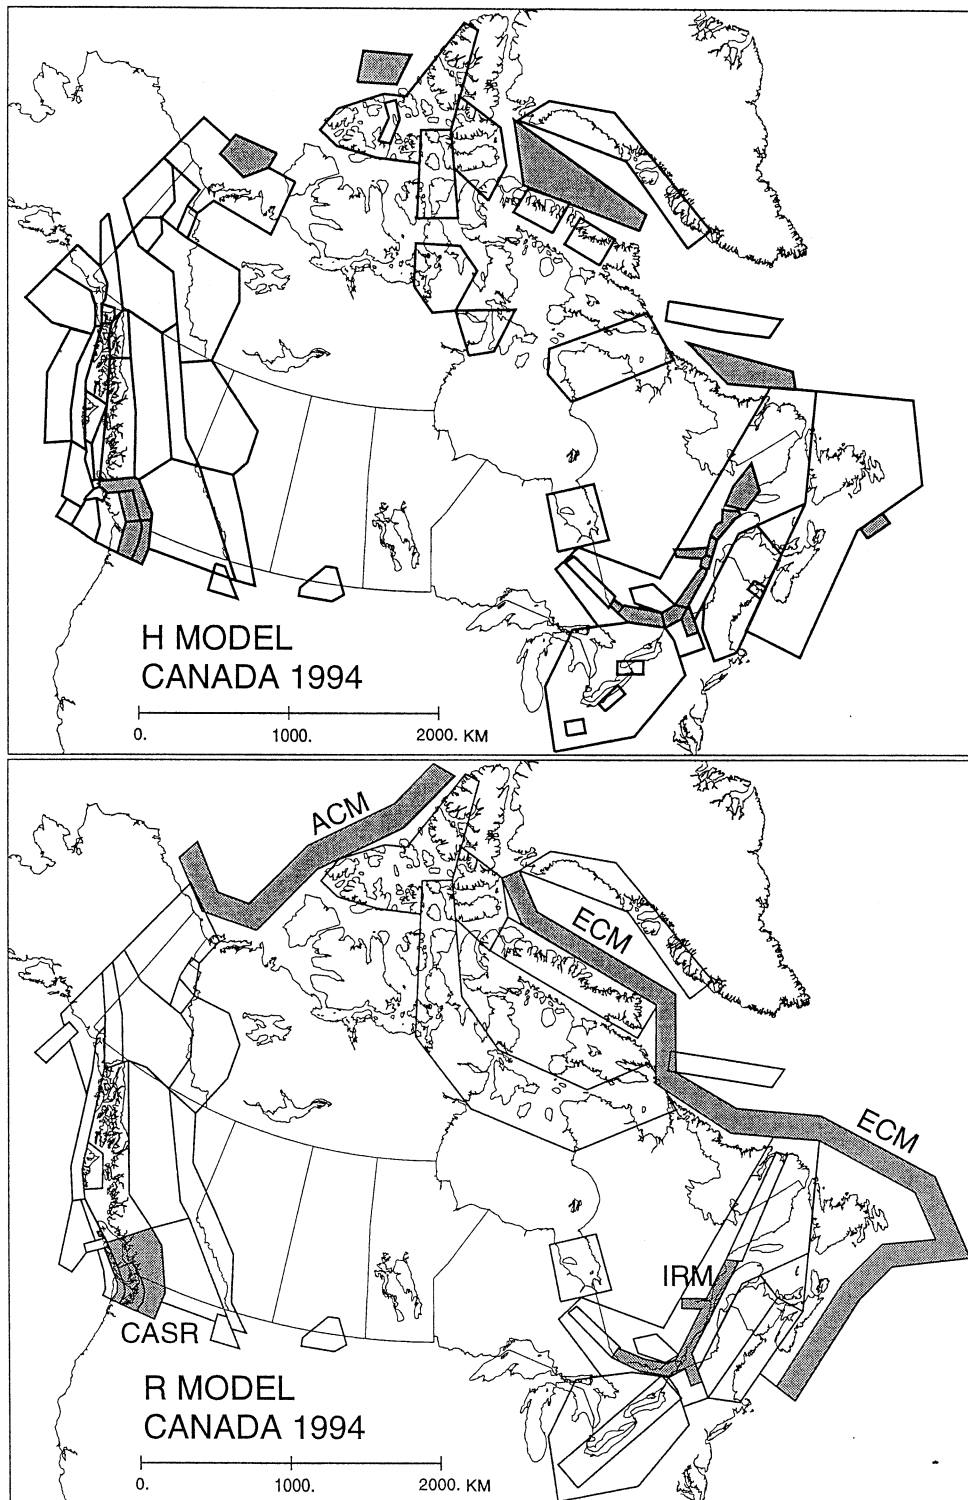 H MODEL
CANADA 1994
0. 1000. 2000. KM
ACM
ECM
ECM
IRM
CASR
R MODEL
CANADA 1994
0. 1000. 2000. KM